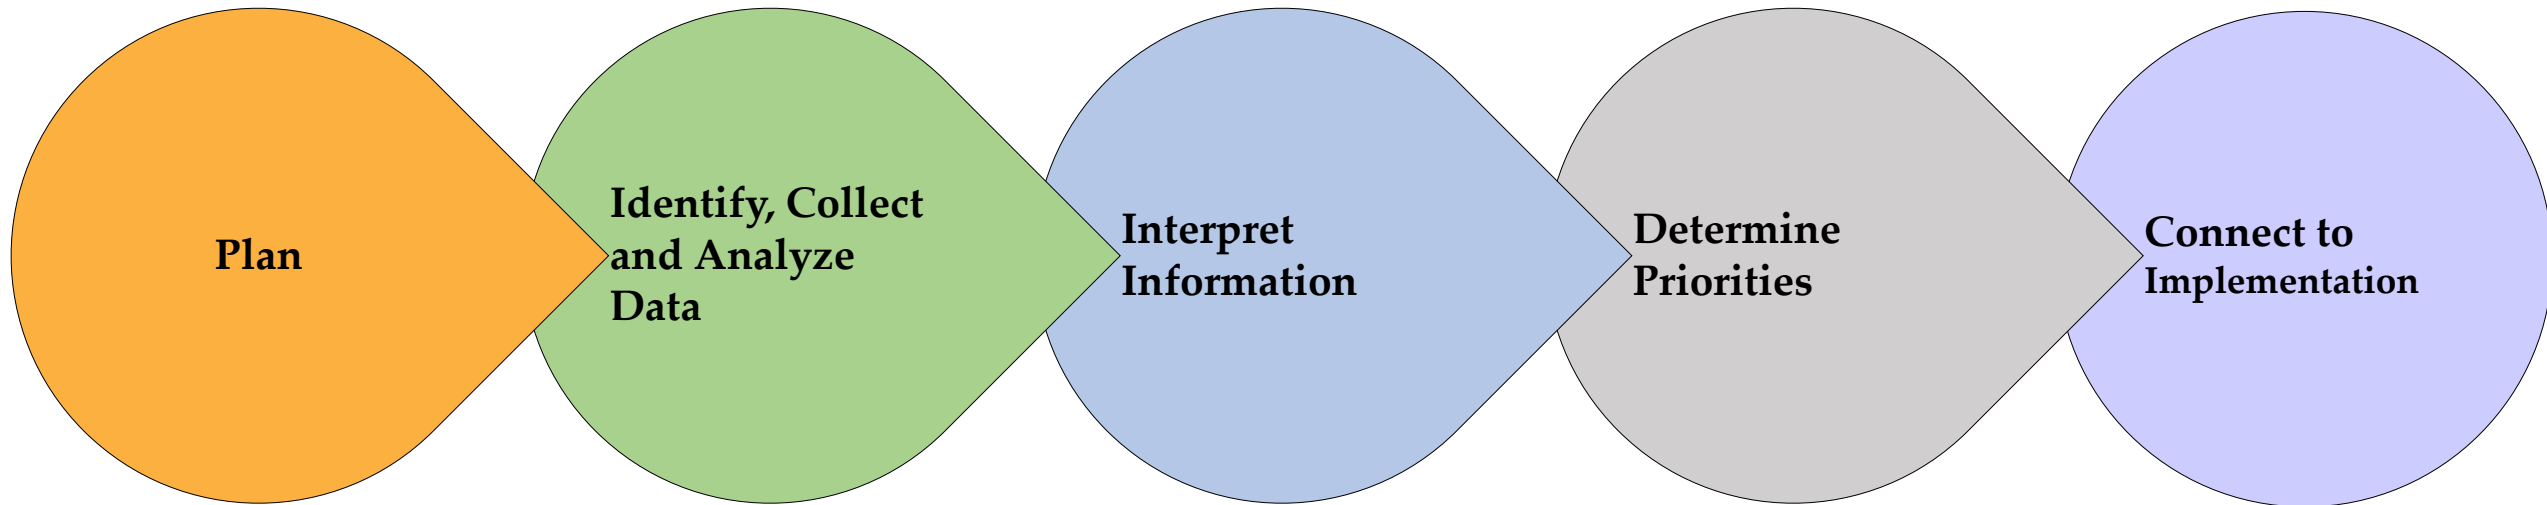 Plan
Identify, Collect
and Analyze
Data
Interpret
Information
Determine
Priorities
Connect to
Implementation